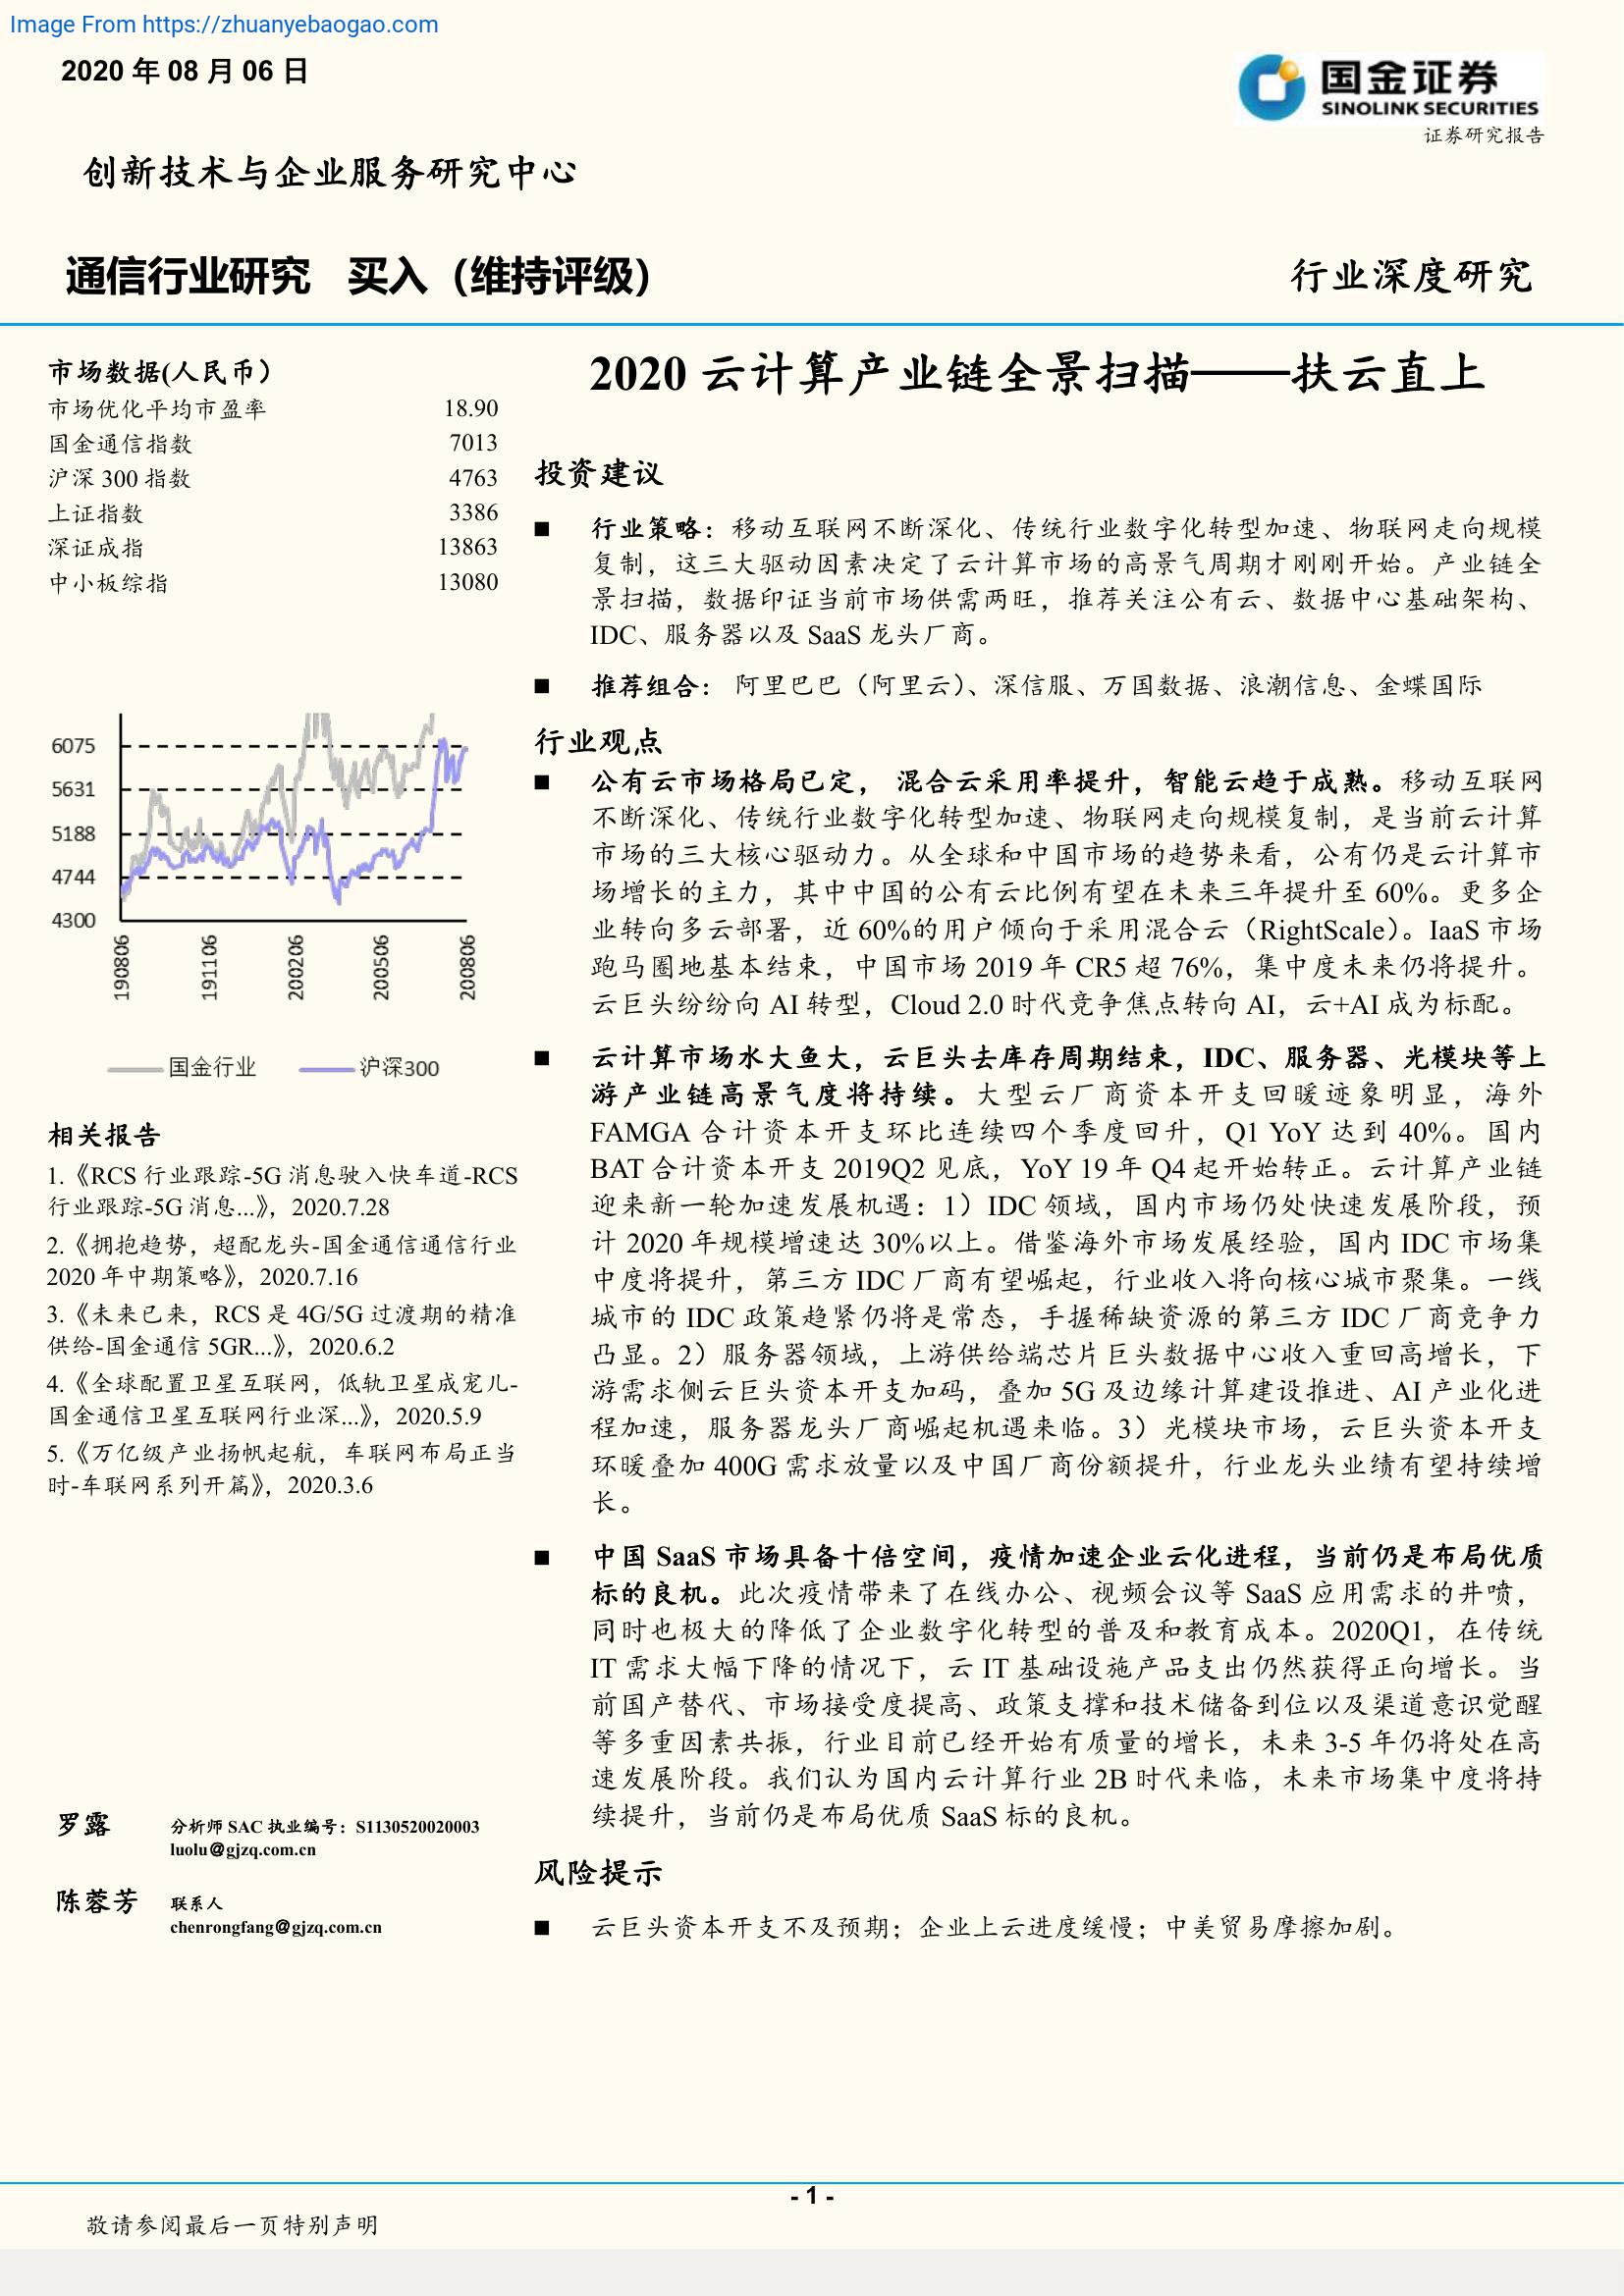 Image From https://zhuanyebaogao.com
2020 年 08 月 06 日
国金证券
SINOLINK SECURITIES
证券研究报告
创新技术与企业服务研究中心
通信行业研究 买入（维持评级）
行业深度研究
市场数据(人民币）
市场优化平均市盈率 18.90
国金通信指数 7013
沪深 300 指数 4763
上证指数 3386
深证成指 13863
中小板综指 13080
6075
5631
5188
4744
4300
190806
191106
200206
200506
200806
国金行业 沪深300
相关报告
1.《RCS 行业跟踪-5G 消息驶入快车道-RCS
行业跟踪-5G 消息...》，2020.7.28
2.《拥抱趋势，超配龙头-国金通信通信行业
2020 年中期策略》，2020.7.16
3.《未来已来，RCS 是 4G/5G 过渡期的精准
供给-国金通信 5GR...》，2020.6.2
4.《全球配置卫星互联网，低轨卫星成宠儿-
国金通信卫星互联网行业深...》，2020.5.9
5.《万亿级产业扬帆起航，车联网布局正当
时-车联网系列开篇》，2020.3.6
罗露 分析师 SAC 执业编号：S1130520020003
luolu@gjzq.com.cn
陈蓉芳 联系人
chenrongfang@gjzq.com.cn
2020 云计算产业链全景扫描——扶云直上
投资建议
■ 行业策略：移动互联网不断深化、传统行业数字化转型加速、物联网走向规模
复制，这三大驱动因素决定了云计算市场的高景气周期才刚刚开始。产业链全
景扫描，数据印证当前市场供需两旺，推荐关注公有云、数据中心基础架构、
IDC、服务器以及 SaaS 龙头厂商。
■ 推荐组合： 阿里巴巴（阿里云）、深信服、万国数据、浪潮信息、金蝶国际
行业观点
■ 公有云市场格局已定， 混合云采用率提升，智能云趋于成熟。移动互联网
不断深化、传统行业数字化转型加速、物联网走向规模复制，是当前云计算
市场的三大核心驱动力。从全球和中国市场的趋势来看，公有仍是云计算市
场增长的主力，其中中国的公有云比例有望在未来三年提升至 60%。更多企
业转向多云部署，近 60%的用户倾向于采用混合云（RightScale）。IaaS 市场
跑马圈地基本结束，中国市场 2019 年 CR5 超 76%，集中度未来仍将提升。
云巨头纷纷向 AI 转型，Cloud 2.0 时代竞争焦点转向 AI，云+AI 成为标配。
■ 云计算市场水大鱼大，云巨头去库存周期结束，IDC、服务器、光模块等上
游产业链高景气度将持续。大型云厂商资本开支回暖迹象明显，海外
FAMGA 合计资本开支环比连续四个季度回升，Q1 YoY 达到 40%。国内
BAT 合计资本开支 2019Q2 见底，YoY 19 年 Q4 起开始转正。云计算产业链
迎来新一轮加速发展机遇：1）IDC 领域，国内市场仍处快速发展阶段，预
计 2020 年规模增速达 30%以上。借鉴海外市场发展经验，国内 IDC 市场集
中度将提升，第三方 IDC 厂商有望崛起，行业收入将向核心城市聚集。一线
城市的 IDC 政策趋紧仍将是常态，手握稀缺资源的第三方 IDC 厂商竞争力
凸显。2）服务器领域，上游供给端芯片巨头数据中心收入重回高增长，下
游需求侧云巨头资本开支加码，叠加 5G 及边缘计算建设推进、AI 产业化进
程加速，服务器龙头厂商崛起机遇来临。3）光模块市场，云巨头资本开支
环暖叠加 400G 需求放量以及中国厂商份额提升，行业龙头业绩有望持续增
长。
■ 中国 SaaS 市场具备十倍空间，疫情加速企业云化进程，当前仍是布局优质
标的良机。此次疫情带来了在线办公、视频会议等 SaaS 应用需求的井喷，
同时也极大的降低了企业数字化转型的普及和教育成本。2020Q1，在传统
IT 需求大幅下降的情况下，云 IT 基础设施产品支出仍然获得正向增长。当
前国产替代、市场接受度提高、政策支撑和技术储备到位以及渠道意识觉醒
等多重因素共振，行业目前已经开始有质量的增长，未来 3-5 年仍将处在高
速发展阶段。我们认为国内云计算行业 2B 时代来临，未来市场集中度将持
续提升，当前仍是布局优质 SaaS 标的良机。
风险提示
■ 云巨头资本开支不及预期；企业上云进度缓慢；中美贸易摩擦加剧。
- 1 -
敬请参阅最后一页特别声明